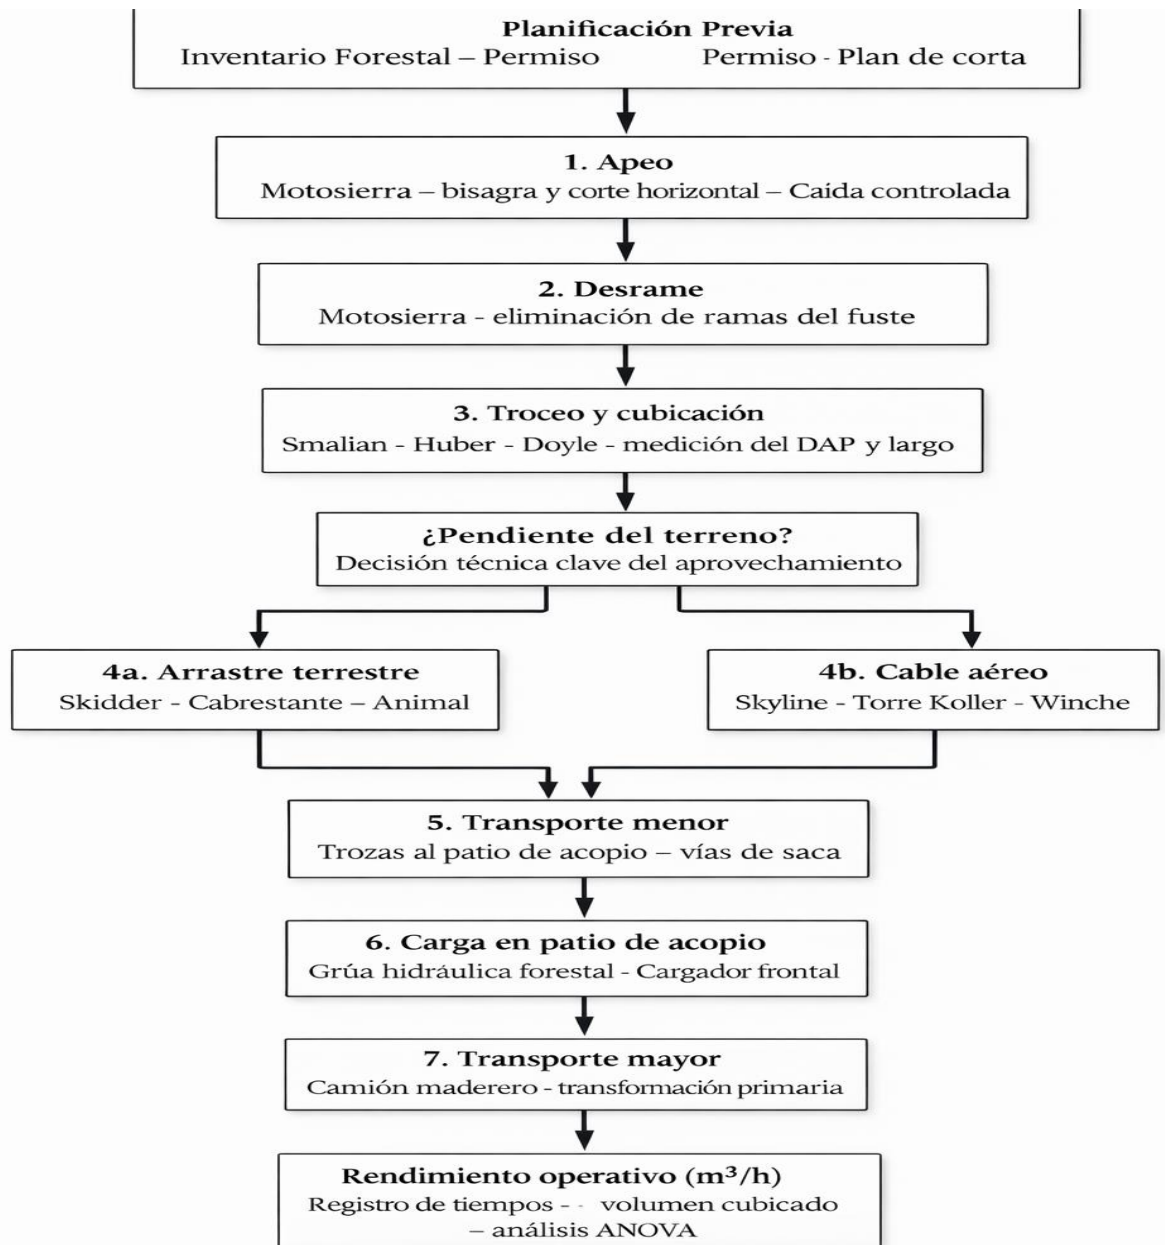 Planificación Previa
Inventario Forestal – Permiso Permiso - Plan de corta
1. Apeo
Motosierra – bisagra y corte horizontal – Caída controlada
2. Desrame
Motosierra - eliminación de ramas del fuste
3. Troceo y cubicación
Smalian - Huber - Doyle - medición del DAP y largo
¿Pendiente del terreno?
Decisión técnica clave del aprovechamiento
4a. Arrastre terrestre
Skidder - Cabrestante – Animal
4b. Cable aéreo
Skyline - Torre Koller - Winche
5. Transporte menor
Trozas al patio de acopio – vías de saca
6. Carga en patio de acopio
Grúa hidráulica forestal - Cargador frontal
7. Transporte mayor
Camión maderero - transformación primaria
Rendimiento operativo (m³/h)
Registro de tiempos - - volumen cubicado
– análisis ANOVA